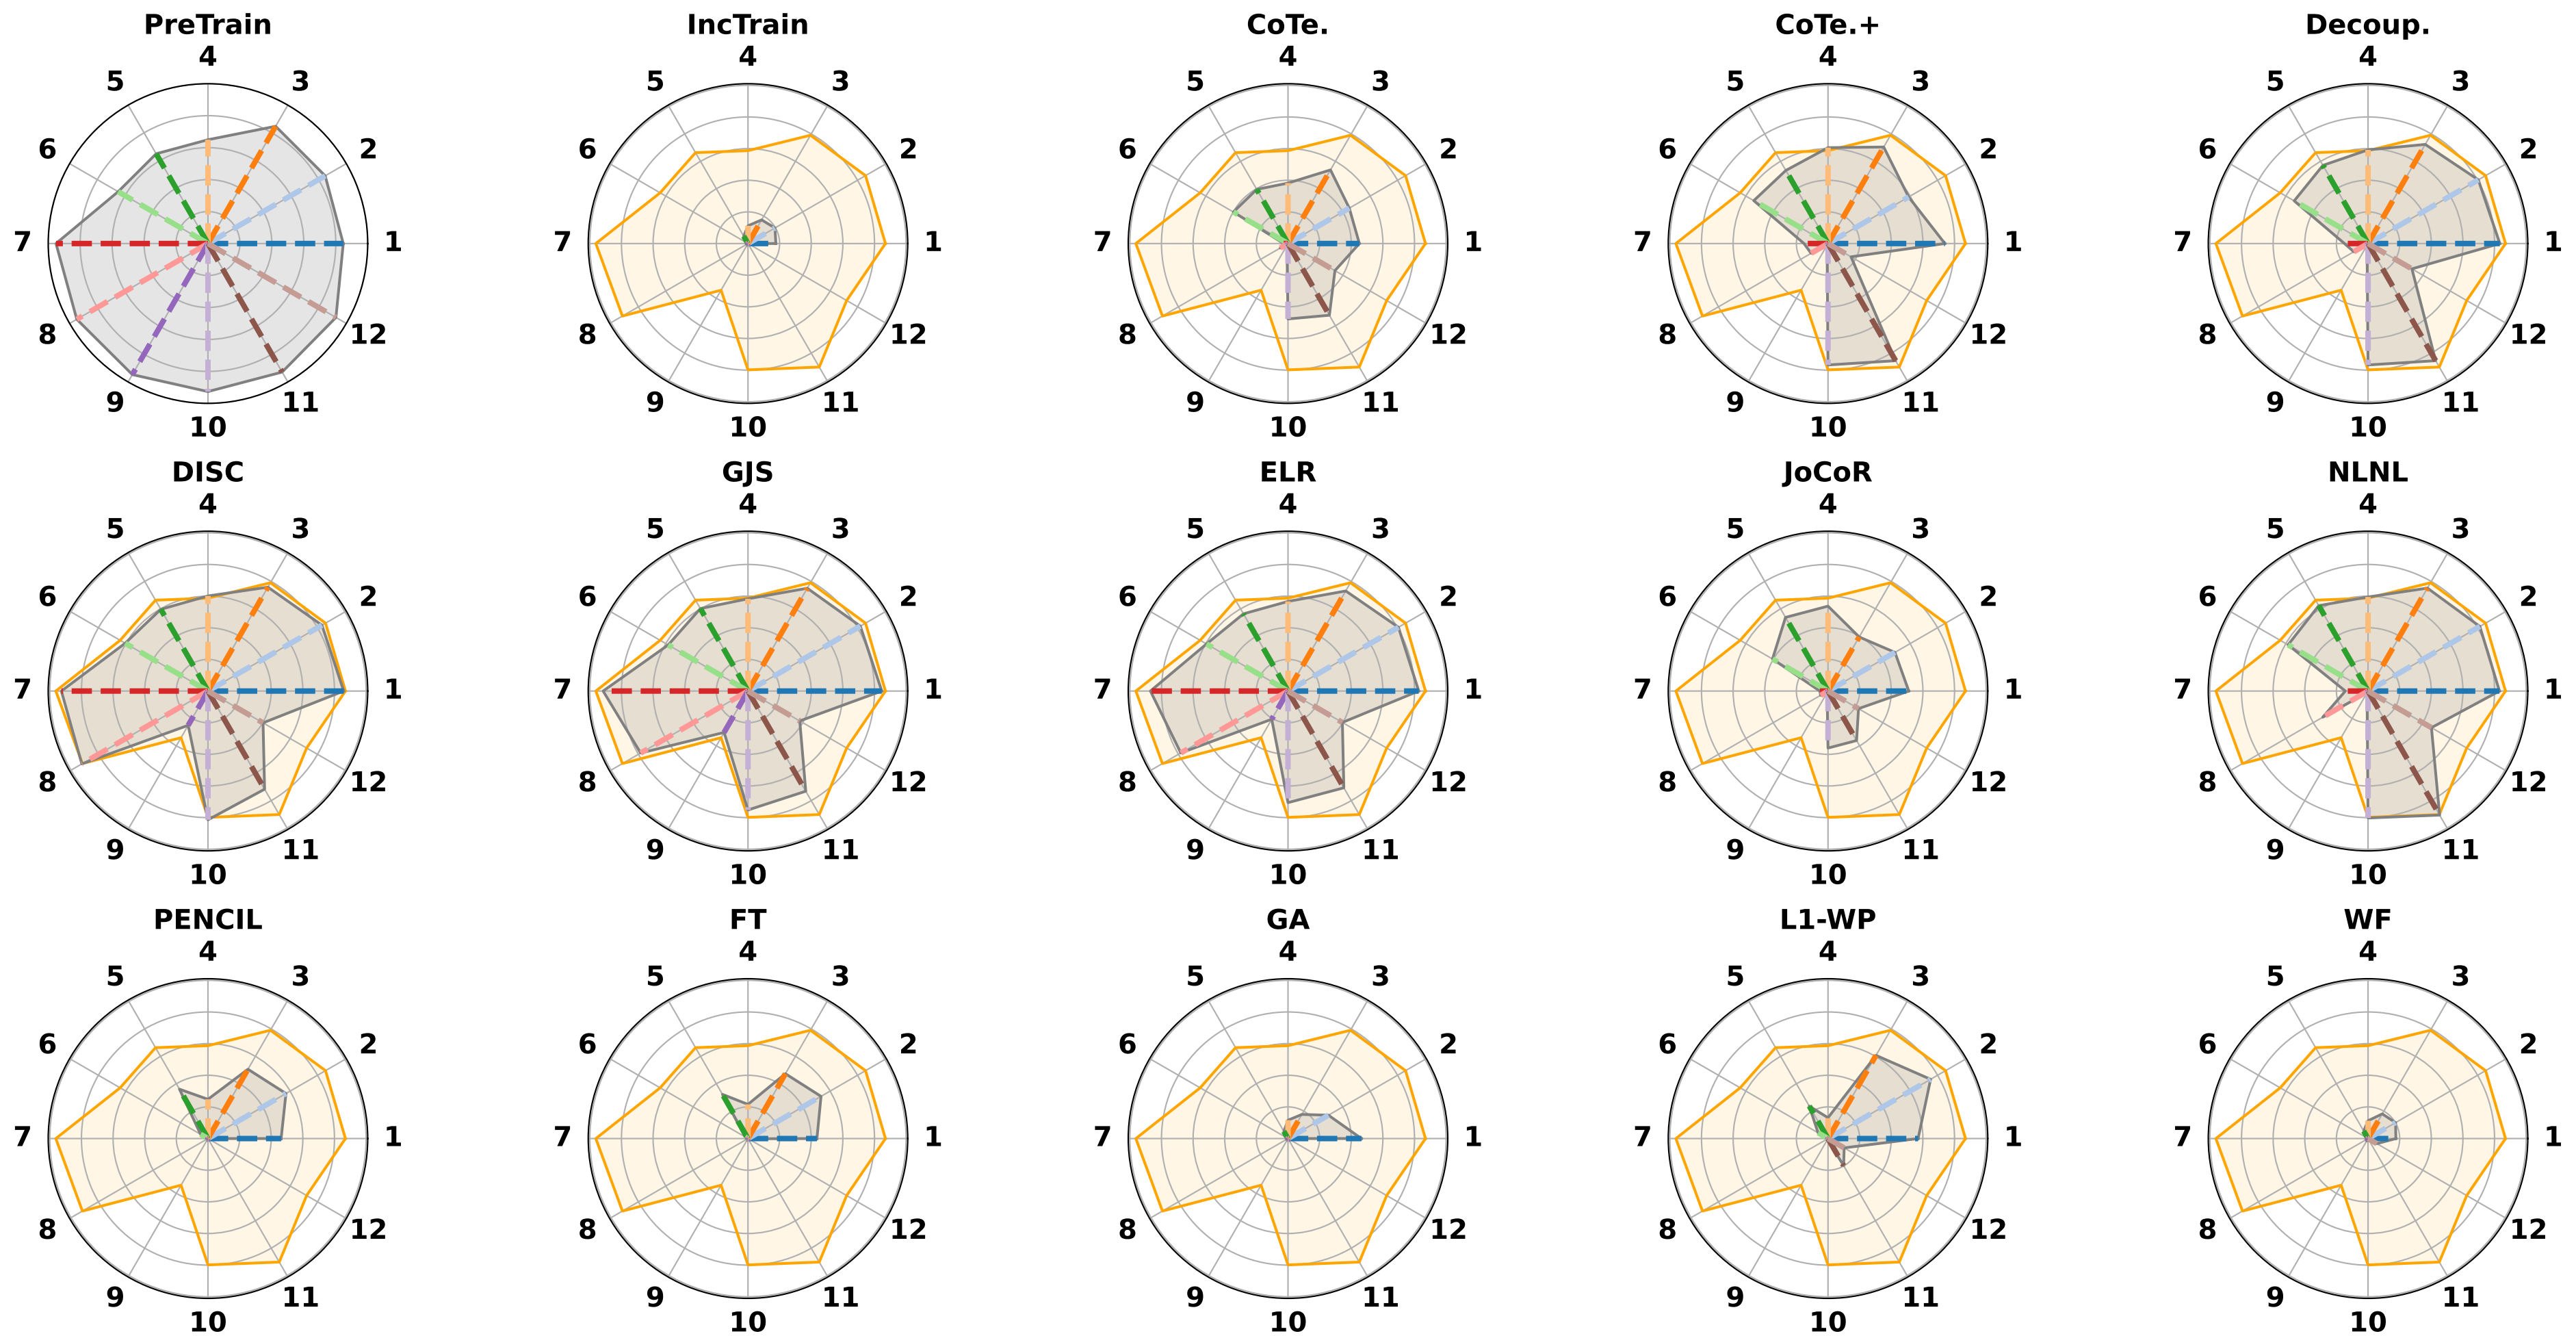 PreTrain IncTrain CoTe. CoTe.+ Decoup.
4 4 4 4 4
5 3 5 3 5 3 5 3 5 3
6 2 6 2 6 2 6 2 6 2
7 1 7 1 7 1 7 1 7 1
8 12 8 12 8 12 8 12 8 12
9 11 9 11 9 11 9 11 9 11
10 10 10 10 10
DISC GJS ELR JoCoR NLNL
4 4 4 4 4
5 3 5 3 5 3 5 3 5 3
6 2 6 2 6 2 6 2 6 2
7 1 7 1 7 1 7 1 7 1
8 12 8 12 8 12 8 12 8 12
9 11 9 11 9 11 9 11 9 11
10 10 10 10 10
PENCIL FT GA L1-WP WF
4 4 4 4 4
5 3 5 3 5 3 5 3 5 3
6 2 6 2 6 2 6 2 6 2
7 1 7 1 7 1 7 1 7 1
8 12 8 12 8 12 8 12 8 12
9 11 9 11 9 11 9 11 9 11
10 10 10 10 10